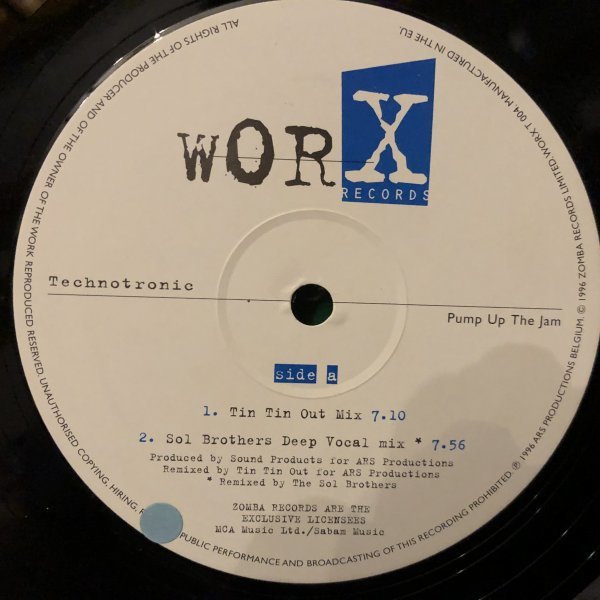 worX
RECORDS
Technotronic
Pump Up The Jam
side a
1. Tin Tin Out Mix 7.10
2. Sol Brothers Deep Vocal mix * 7.56
Produced by Sound Products for ARS Productions
Remixed by Tin Tin Out for ARS Productions
* Remixed by The Sol Brothers
ZOMBA RECORDS ARE THE
EXCLUSIVE LICENSEES
MCA Music Ltd./Sabam Music
ALL RIGHTS OF THE PRODUCER AND OF THE OWNER OF THE WORK REPRODUCED RESERVED. UNAUTHORISED COPYING, HIRING, PUBLIC PERFORMANCE AND BROADCASTING OF THIS RECORDING PROHIBITED. ℗ 1996 ARS PRODUCTIONS BELGIUM. © 1996 ZOMBA RECORDS LIMITED. WORX T 004 MANUFACTURED IN THE EU.